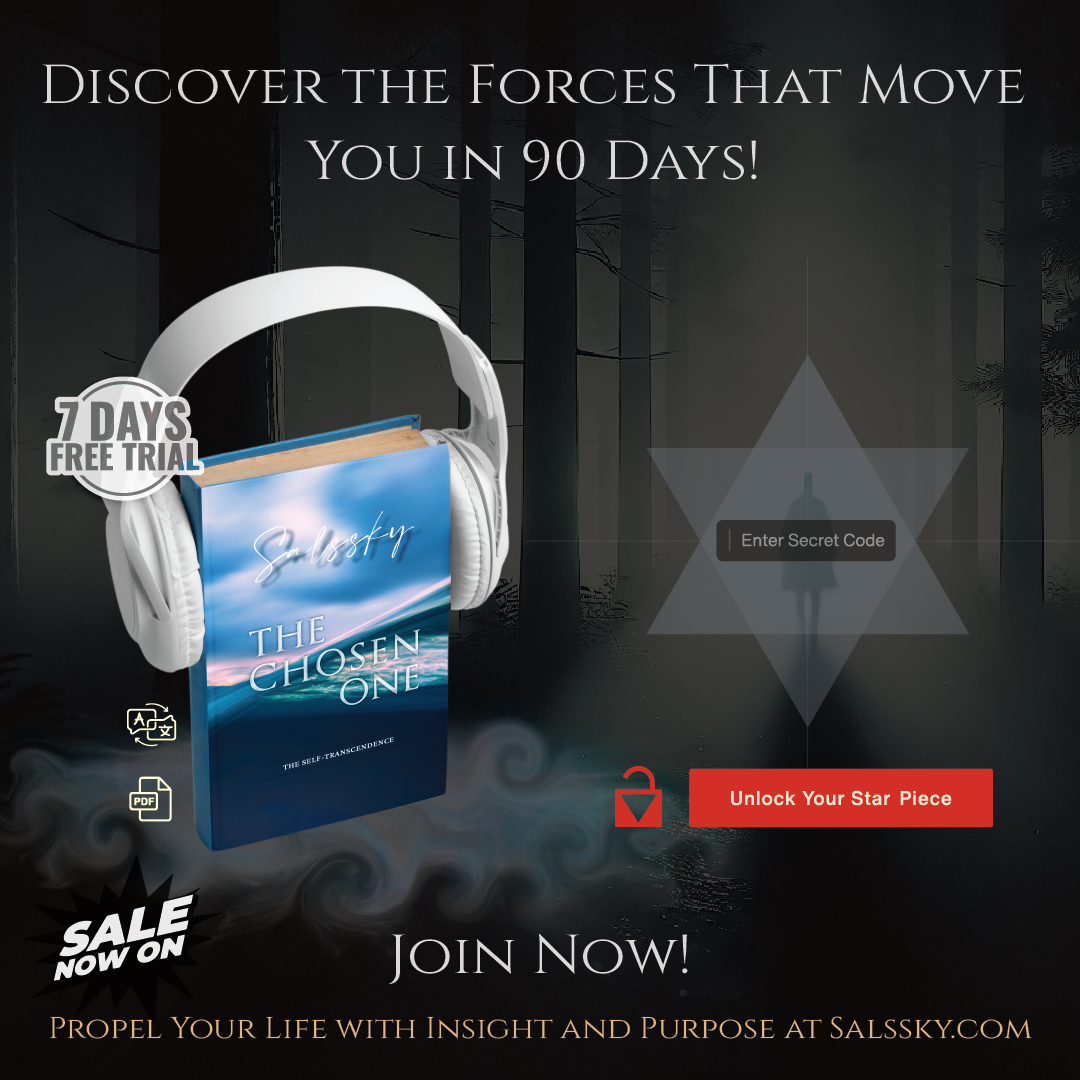 Discover the Forces That Move
You in 90 Days!
7 DAYS
FREE TRIAL
Salssky
THE
CHOSEN
ONE
THE SELF-TRANSCENDENCE
Enter Secret Code
A 文
PDF
Unlock Your Star Piece
SALE
NOW ON
Join Now!
Propel Your Life with Insight and Purpose at Salssky.com